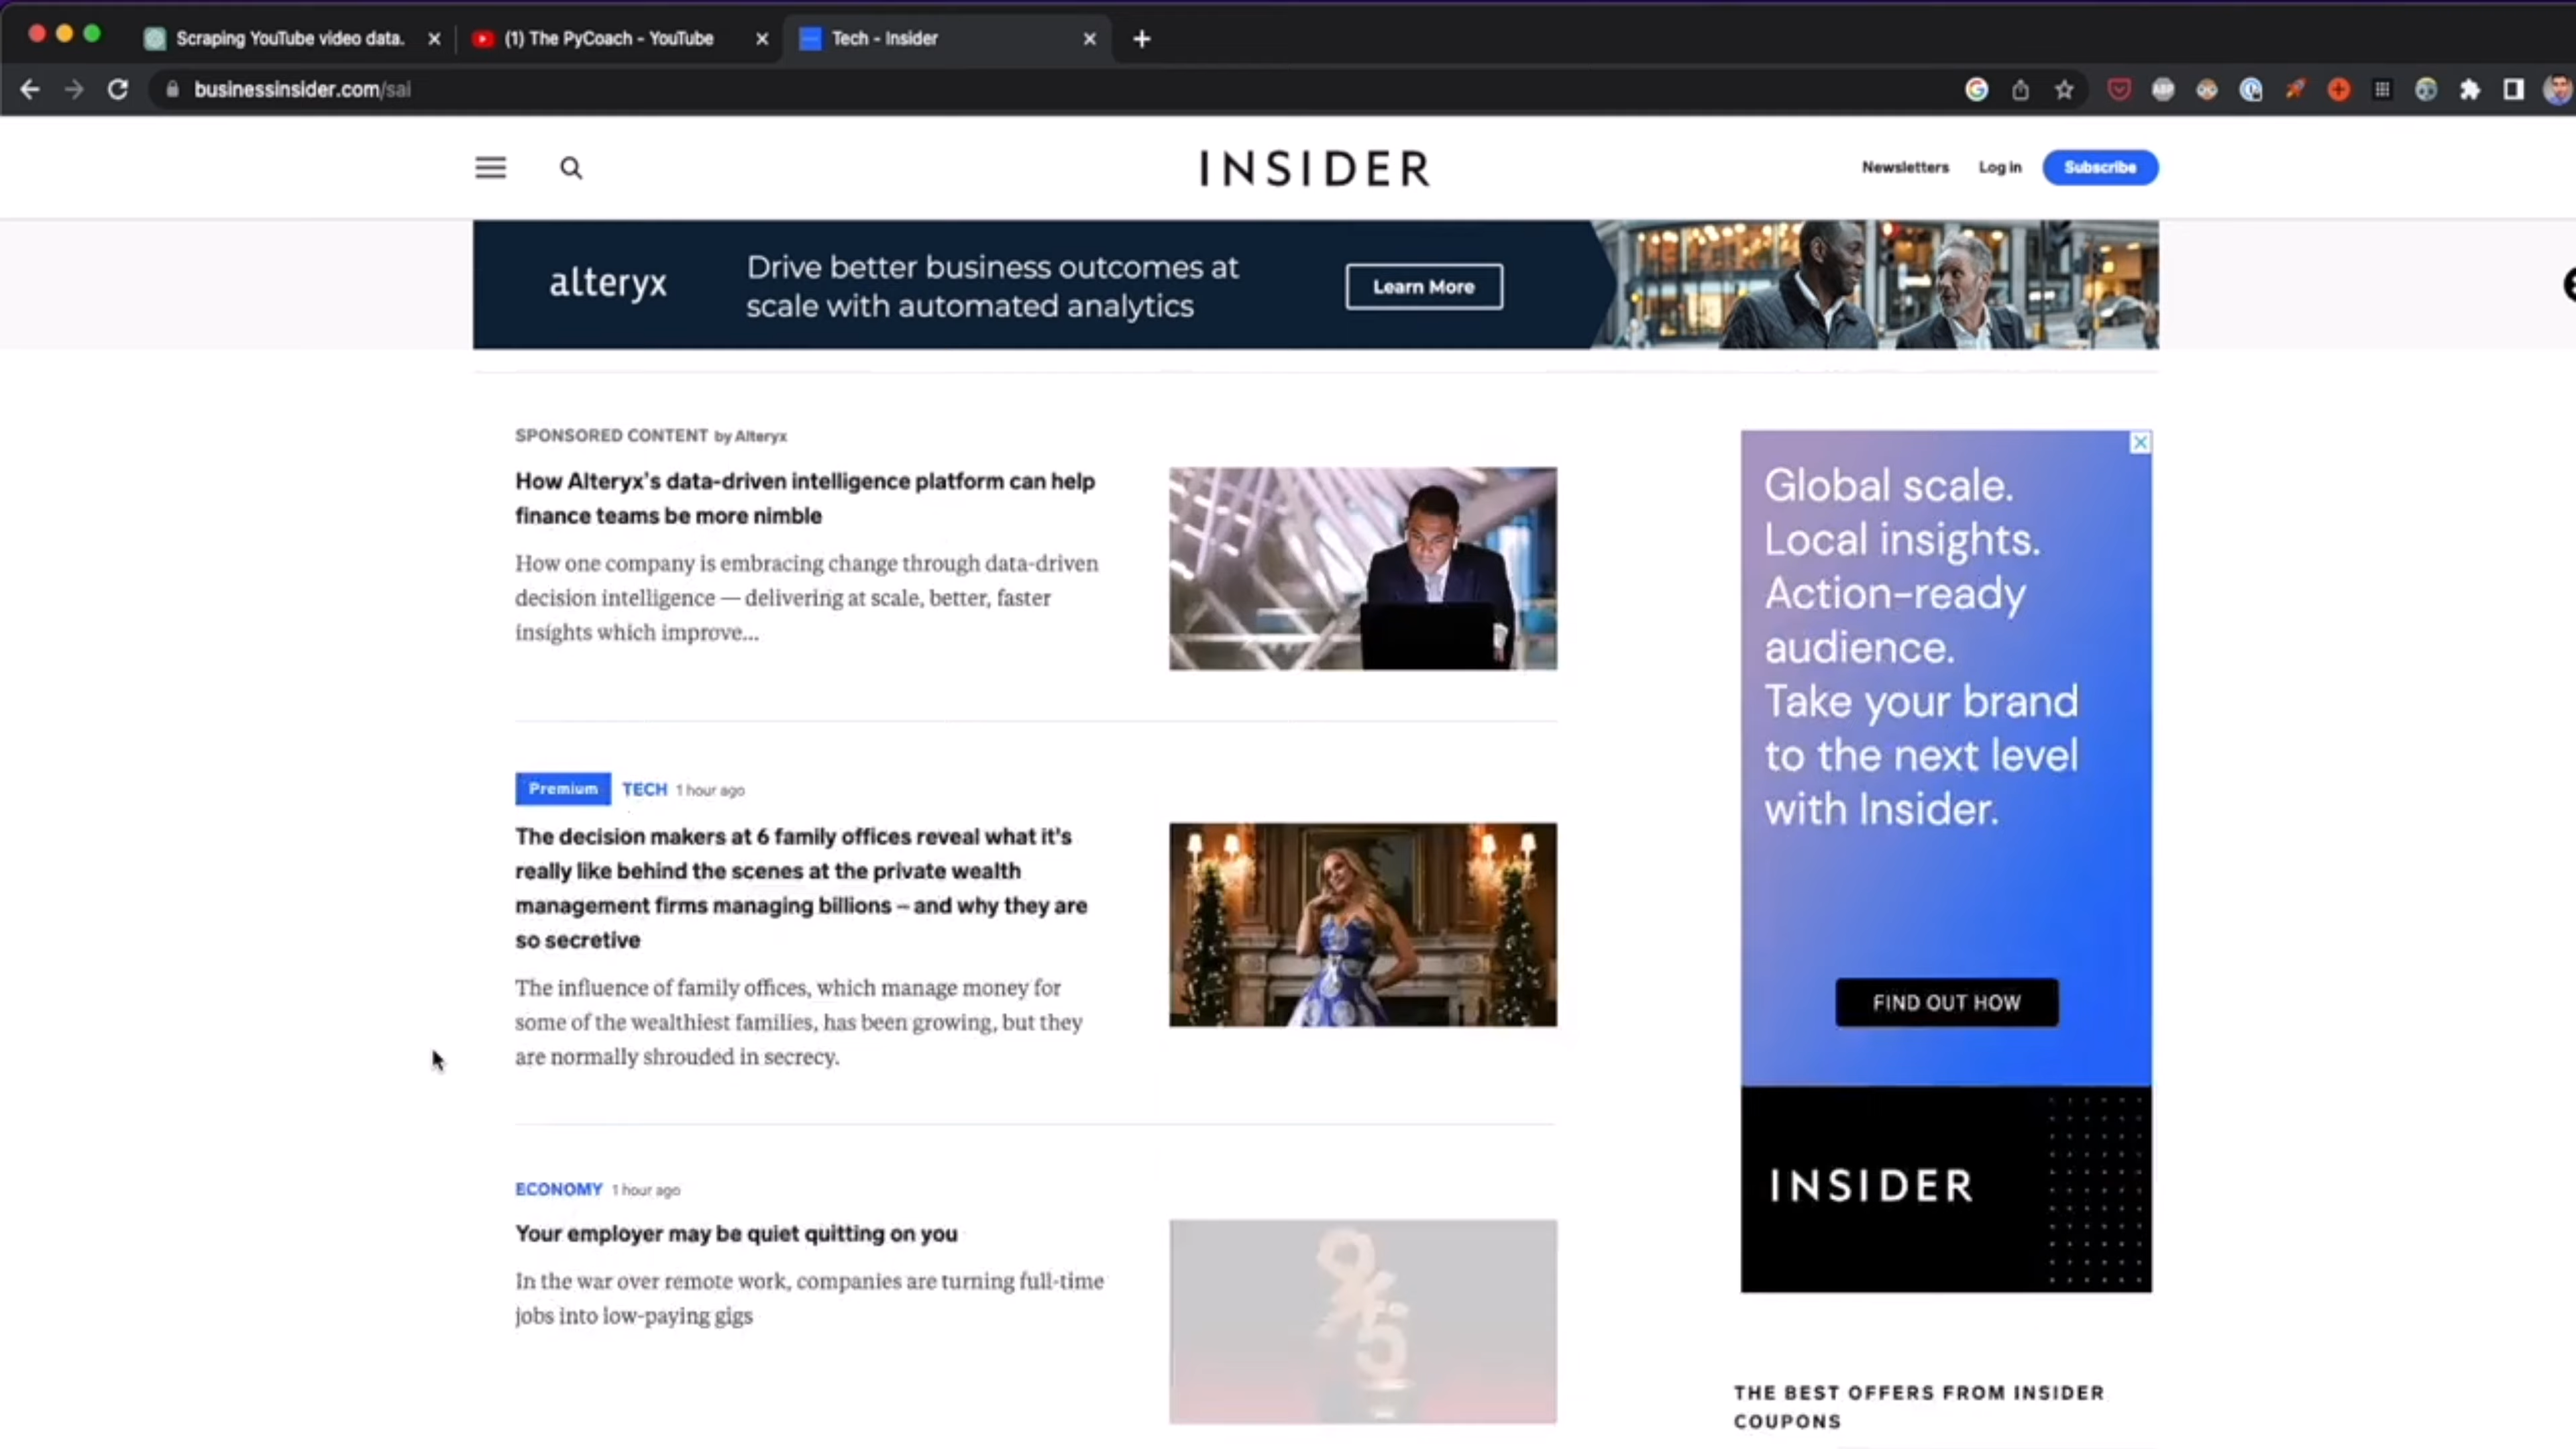 Scraping YouTube video data.
(1) The PyCoach - YouTube
Tech - Insider
businessinsider.com/sai
INSIDER
Newsletters
Log in
Subscribe
alteryx
Drive better business outcomes at
scale with automated analytics
Learn More
SPONSORED CONTENT by Alteryx
How Alteryx's data-driven intelligence platform can help
finance teams be more nimble
How one company is embracing change through data-driven
decision intelligence — delivering at scale, better, faster
insights which improve...
Premium TECH 1 hour ago
The decision makers at 6 family offices reveal what it's
really like behind the scenes at the private wealth
management firms managing billions – and why they are
so secretive
The influence of family offices, which manage money for
some of the wealthiest families, has been growing, but they
are normally shrouded in secrecy.
ECONOMY 1 hour ago
Your employer may be quiet quitting on you
In the war over remote work, companies are turning full-time
jobs into low-paying gigs
Global scale.
Local insights.
Action-ready
audience.
Take your brand
to the next level
with Insider.
FIND OUT HOW
INSIDER
THE BEST OFFERS FROM INSIDER
COUPONS